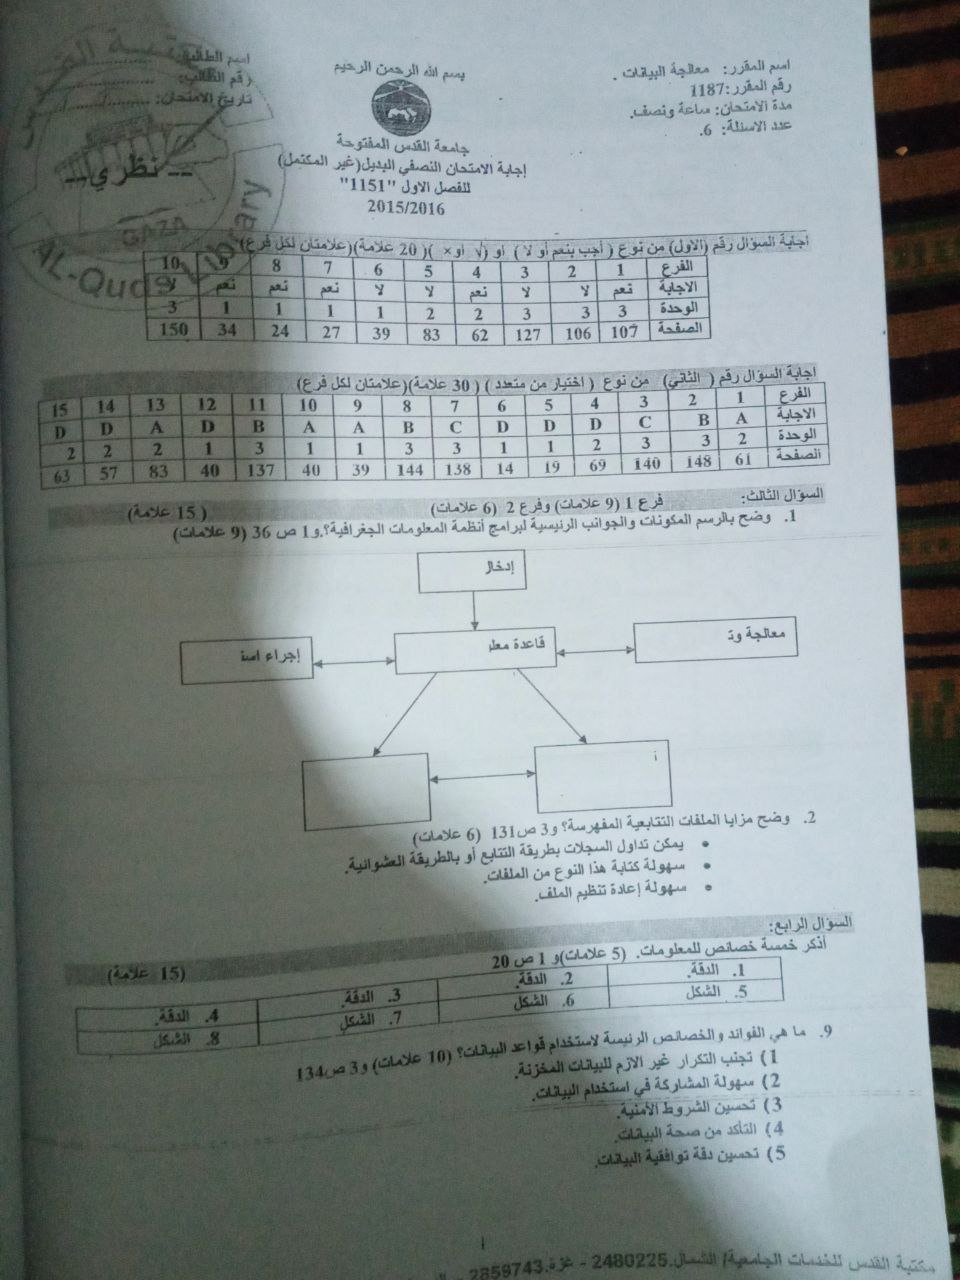 اسم المقرر: معالجة البيانات.
رقم المقرر:1187
مدة الامتحان: ساعة ونصف.
عدد الاسئلة: 6.
بسم الله الرحمن الرحيم
جامعة القدس المفتوحة
إجابة الامتحان النصفي البديل(غير المكتمل)
للفصل الاول "1151"
2015/2016
اسم الطالب: ....................
رقم الطالب: ....................
تاريخ الامتحان: ..../..../....
-- نظري --
GAZA
AL-Quds Library
اجابة السؤال رقم (الاول) من نوع ( أجب بنعم أو لا ) او (√ أو × )( 20 علامة)(علامتان لكل فرع)
الفرع 1 2 3 4 5 6 7 8 9 10
الاجابة نعم لا لا نعم لا لا نعم نعم نعم لا
الوحدة 3 3 3 2 2 1 1 1 1 3
الصفحة 107 106 127 62 83 39 27 24 34 150
اجابة السؤال رقم ( الثاني) من نوع ( اختيار من متعدد ) ( 30 علامة)(علامتان لكل فرع)
الفرع 1 2 3 4 5 6 7 8 9 10 11 12 13 14 15
الاجابة A B C D D D C B A A B D A D D
الوحدة 2 3 3 2 1 1 3 3 1 1 3 1 2 2 2
الصفحة 61 148 140 69 19 14 138 144 39 40 137 40 83 57 63
السؤال الثالث: فرع 1 (9 علامات) وفرع 2 (6 علامات) ( 15 علامة)
1. وضح بالرسم المكونات والجوانب الرئيسية لبرامج أنظمة المعلومات الجغرافية؟.و1 ص 36 (9 علامات)
إدخال
معالجة وت
قاعدة معلو
إجراء است
2. وضح مزايا الملفات التتابعية المفهرسة؟ و3 ص131 (6 علامات)
• يمكن تداول السجلات بطريقة التتابع أو بالطريقة العشوائية.
• سهولة كتابة هذا النوع من الملفات.
• سهولة إعادة تنظيم الملف.
السؤال الرابع: (15 علامة)
أذكر خمسة خصائص للمعلومات. (5 علامات)و 1 ص 20
1. الدقة. 2. الدقة. 3. الدقة. 4. الدقة.
5. الشكل 6. الشكل 7. الشكل 8. الشكل
9. ما هي الفوائد والخصائص الرئيسة لاستخدام قواعد البيانات؟ (10 علامات) و3 ص134
1) تجنب التكرار غير الازم للبيانات المخزنة.
2) سهولة المشاركة في استخدام البيانات.
3) تحسين الشروط الأمنية.
4) التأكد من صحة البيانات.
5) تحسين دقة توافقية البيانات.
مكتبة القدس للخدمات الجامعية/ الشمال.2480225 - غزة.2859743